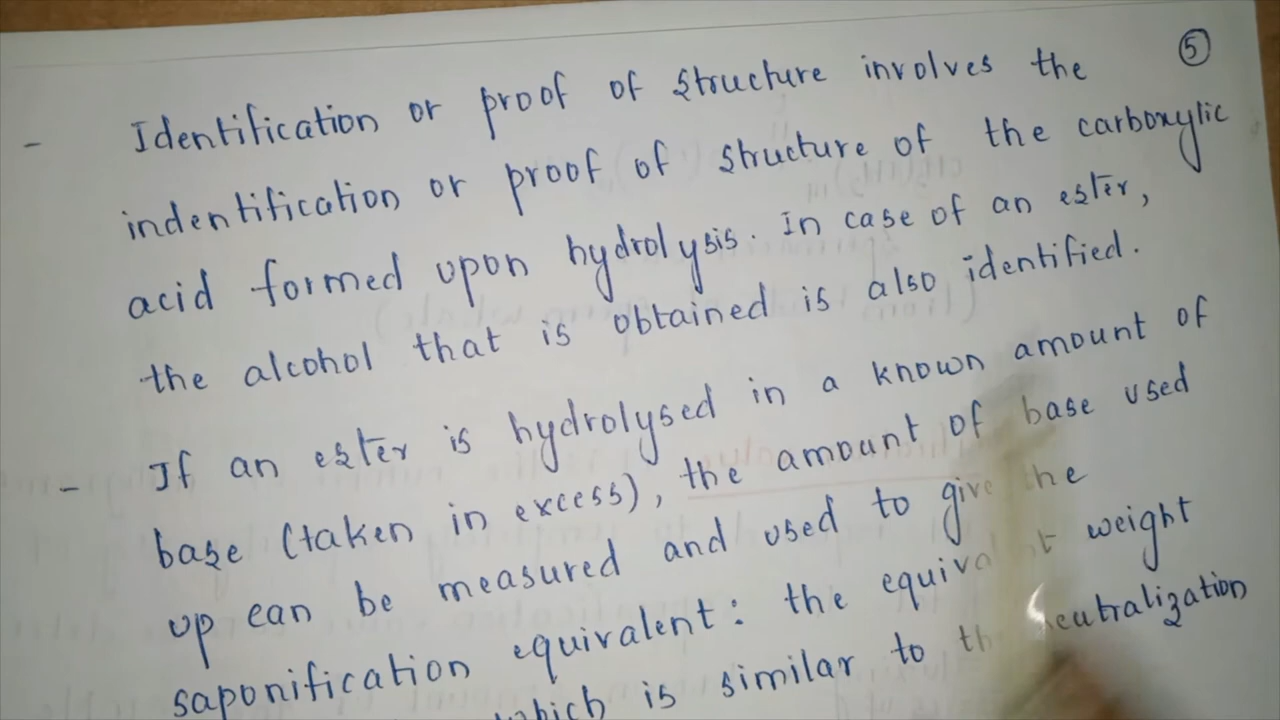 5
- Identification or proof of structure involves the
indentification or proof of structure of the carboxylic
acid formed upon hydrolysis. In case of an ester,
the alcohol that is obtained is also identified.
- If an ester is hydrolysed in a known amount of
base (taken in excess), the amount of base used
up can be measured and used to give the
saponification equivalent: the equivalent weight
which is similar to the neutralization